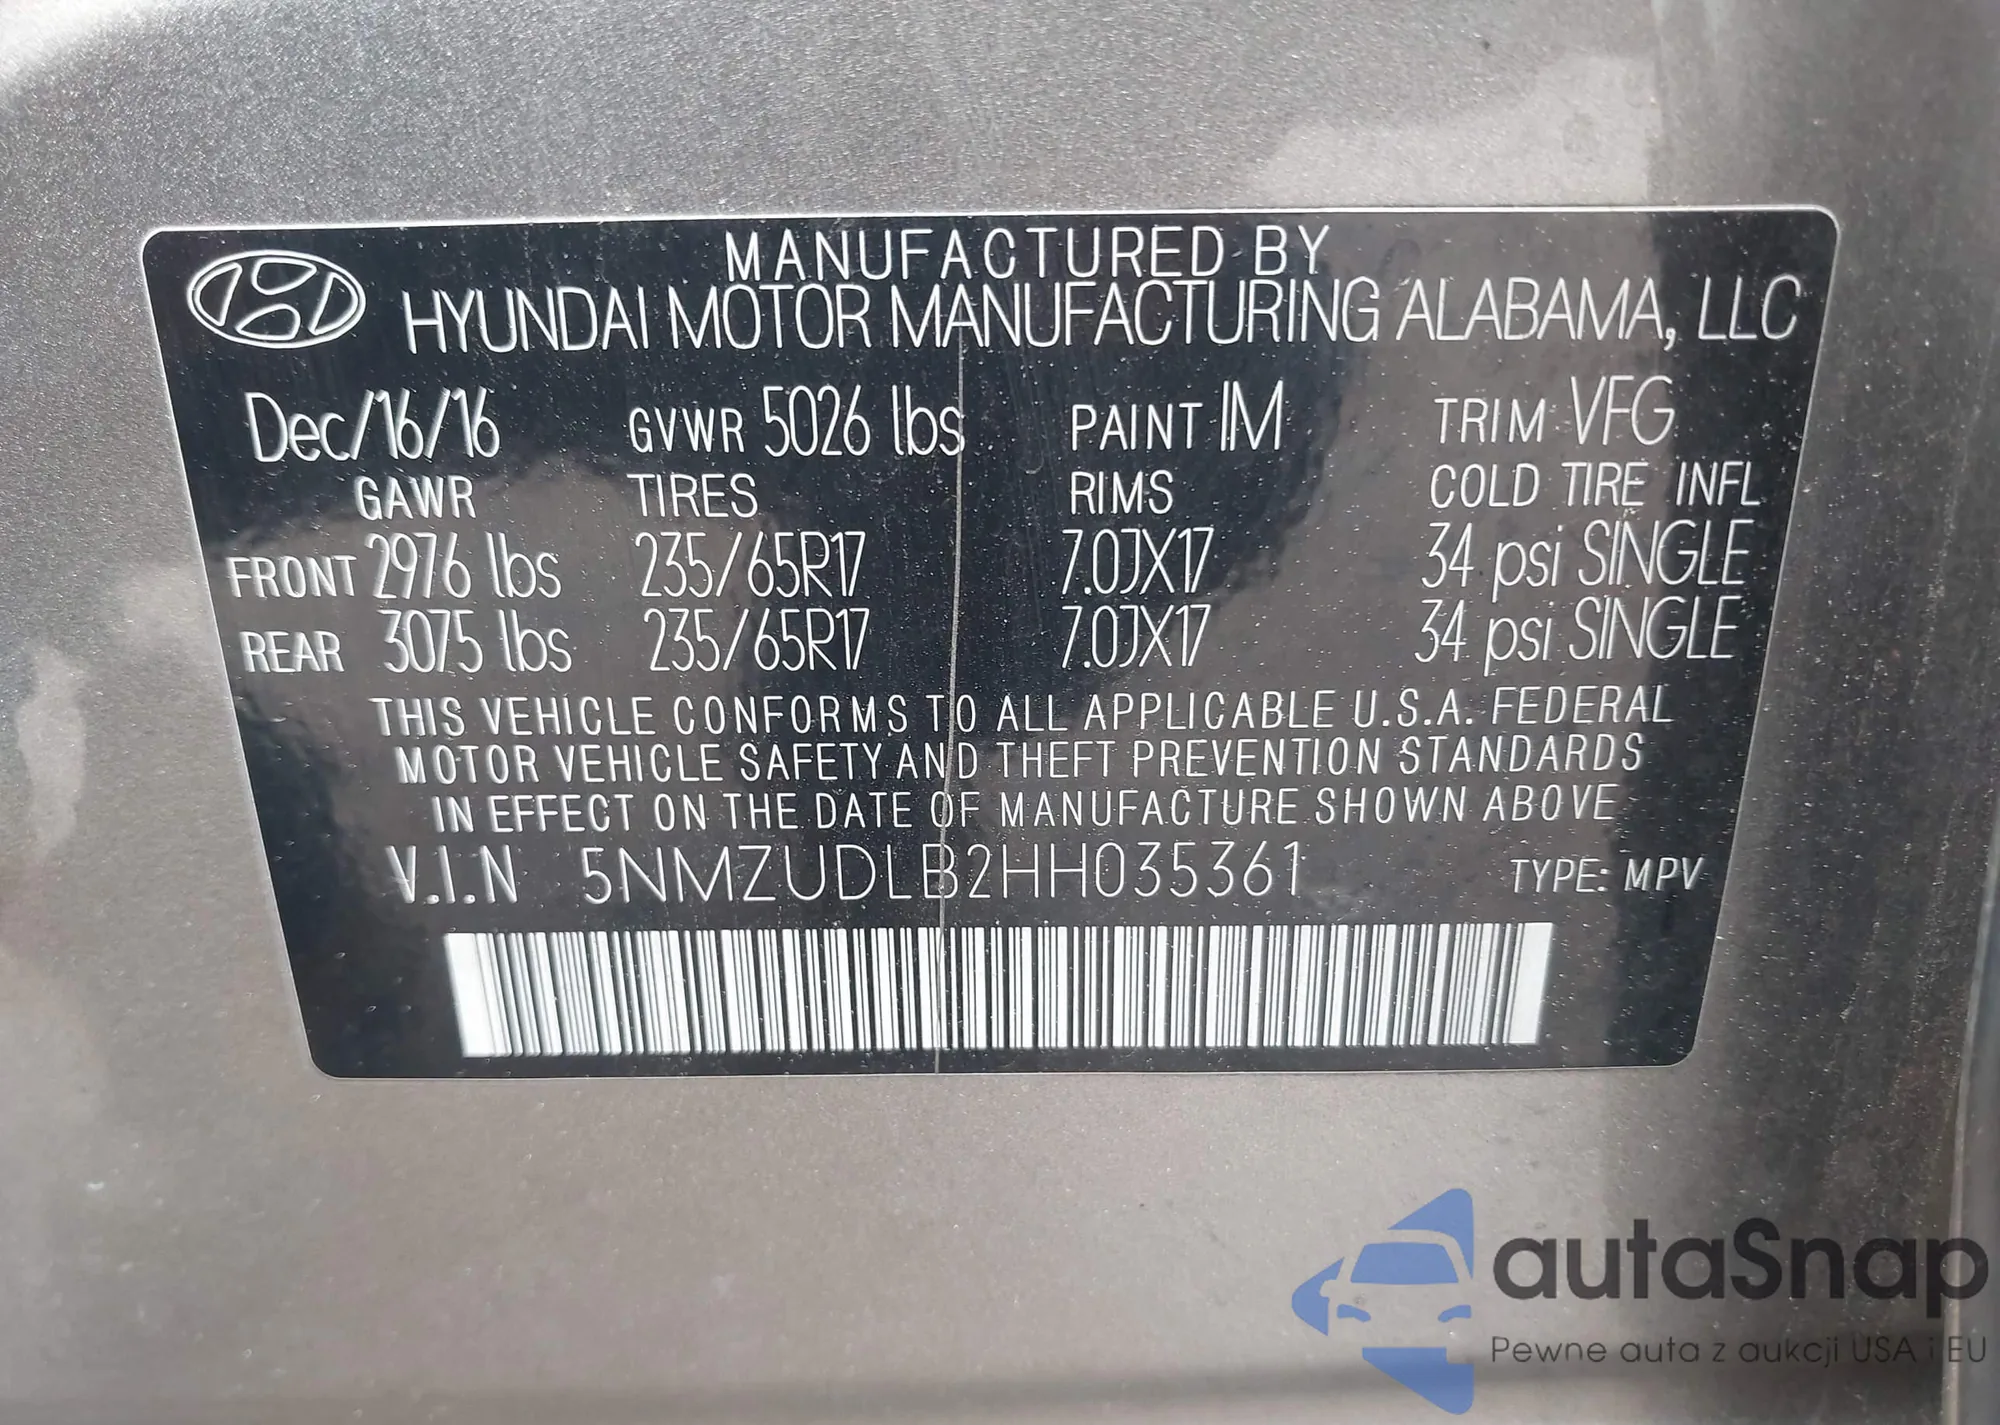 MANUFACTURED BY
HYUNDAI MOTOR MANUFACTURING ALABAMA, LLC
Dec/16/16 GVWR 5026 lbs PAINT IM TRIM VFG
GAWR TIRES RIMS COLD TIRE INFL
FRONT 2976 lbs 235/65R17 7.0JX17 34 psi SINGLE
REAR 3075 lbs 235/65R17 7.0JX17 34 psi SINGLE
THIS VEHICLE CONFORMS TO ALL APPLICABLE U.S.A. FEDERAL
MOTOR VEHICLE SAFETY AND THEFT PREVENTION STANDARDS
IN EFFECT ON THE DATE OF MANUFACTURE SHOWN ABOVE
V.I.N 5NMZUDLB2HH035361 TYPE: MPV
autaSnap
Pewne auta z aukcji USA i EU